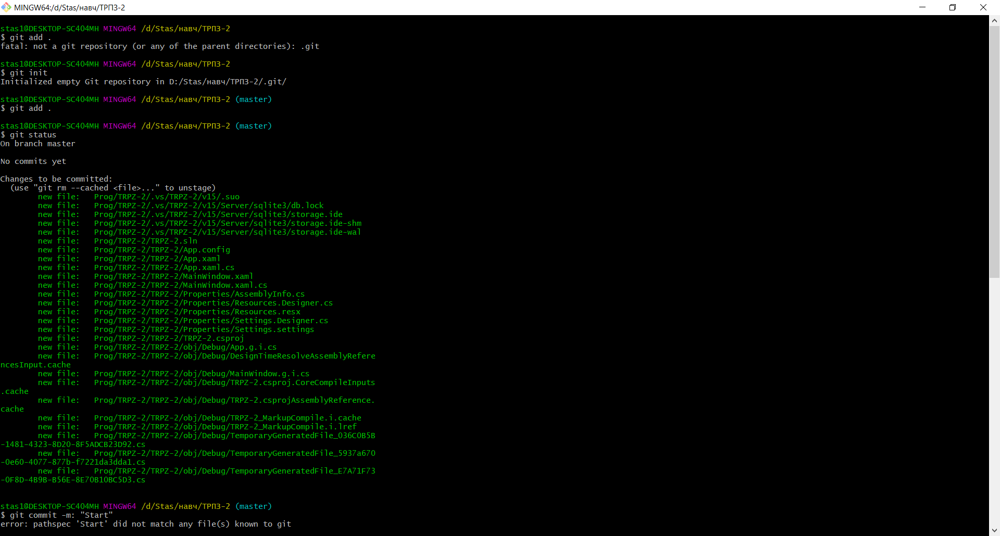 MINGW64:/d/Stas/навч/ТРПЗ-2
stas1@DESKTOP-SC404MH MINGW64 /d/Stas/навч/ТРПЗ-2
$ git add .
fatal: not a git repository (or any of the parent directories): .git
stas1@DESKTOP-SC404MH MINGW64 /d/Stas/навч/ТРПЗ-2
$ git init
Initialized empty Git repository in D:/Stas/навч/ТРПЗ-2/.git/
stas1@DESKTOP-SC404MH MINGW64 /d/Stas/навч/ТРПЗ-2 (master)
$ git add .
stas1@DESKTOP-SC404MH MINGW64 /d/Stas/навч/ТРПЗ-2 (master)
$ git status
On branch master
No commits yet
Changes to be committed:
  (use "git rm --cached <file>..." to unstage)
        new file:   Prog/TRPZ-2/.vs/TRPZ-2/v15/.suo
        new file:   Prog/TRPZ-2/.vs/TRPZ-2/v15/Server/sqlite3/db.lock
        new file:   Prog/TRPZ-2/.vs/TRPZ-2/v15/Server/sqlite3/storage.ide
        new file:   Prog/TRPZ-2/.vs/TRPZ-2/v15/Server/sqlite3/storage.ide-shm
        new file:   Prog/TRPZ-2/.vs/TRPZ-2/v15/Server/sqlite3/storage.ide-wal
        new file:   Prog/TRPZ-2/TRPZ-2.sln
        new file:   Prog/TRPZ-2/TRPZ-2/App.config
        new file:   Prog/TRPZ-2/TRPZ-2/App.xaml
        new file:   Prog/TRPZ-2/TRPZ-2/App.xaml.cs
        new file:   Prog/TRPZ-2/TRPZ-2/MainWindow.xaml
        new file:   Prog/TRPZ-2/TRPZ-2/MainWindow.xaml.cs
        new file:   Prog/TRPZ-2/TRPZ-2/Properties/AssemblyInfo.cs
        new file:   Prog/TRPZ-2/TRPZ-2/Properties/Resources.Designer.cs
        new file:   Prog/TRPZ-2/TRPZ-2/Properties/Resources.resx
        new file:   Prog/TRPZ-2/TRPZ-2/Properties/Settings.Designer.cs
        new file:   Prog/TRPZ-2/TRPZ-2/Properties/Settings.settings
        new file:   Prog/TRPZ-2/TRPZ-2/TRPZ-2.csproj
        new file:   Prog/TRPZ-2/TRPZ-2/obj/Debug/App.g.i.cs
        new file:   Prog/TRPZ-2/TRPZ-2/obj/Debug/DesignTimeResolveAssemblyRefere
ncesInput.cache
        new file:   Prog/TRPZ-2/TRPZ-2/obj/Debug/MainWindow.g.i.cs
        new file:   Prog/TRPZ-2/TRPZ-2/obj/Debug/TRPZ-2.csproj.CoreCompileInputs
.cache
        new file:   Prog/TRPZ-2/TRPZ-2/obj/Debug/TRPZ-2.csprojAssemblyReference.
cache
        new file:   Prog/TRPZ-2/TRPZ-2/obj/Debug/TRPZ-2_MarkupCompile.i.cache
        new file:   Prog/TRPZ-2/TRPZ-2/obj/Debug/TRPZ-2_MarkupCompile.i.lref
        new file:   Prog/TRPZ-2/TRPZ-2/obj/Debug/TemporaryGeneratedFile_036C0B5B
-1481-4323-8D20-8F5ADCB23D92.cs
        new file:   Prog/TRPZ-2/TRPZ-2/obj/Debug/TemporaryGeneratedFile_5937a670
-0e60-4077-877b-f7221da3dda1.cs
        new file:   Prog/TRPZ-2/TRPZ-2/obj/Debug/TemporaryGeneratedFile_E7A71F73
-0F8D-4B9B-B56E-8E70B10BC5D3.cs
stas1@DESKTOP-SC404MH MINGW64 /d/Stas/навч/ТРПЗ-2 (master)
$ git commit -m: "Start"
error: pathspec 'Start' did not match any file(s) known to git